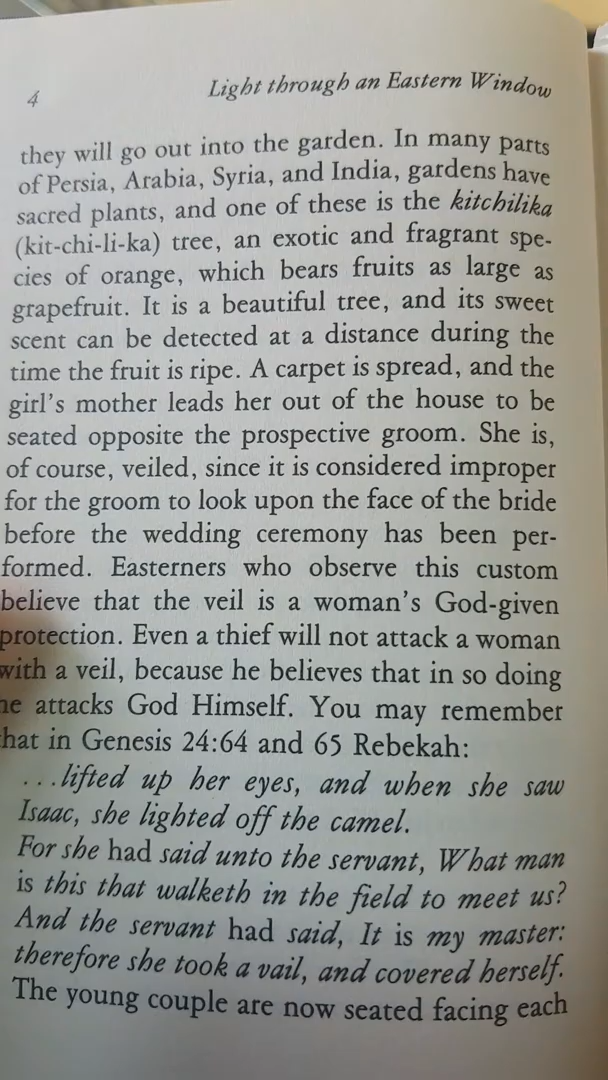 4 Light through an Eastern Window
they will go out into the garden. In many parts
of Persia, Arabia, Syria, and India, gardens have
sacred plants, and one of these is the kitchilika
(kit-chi-li-ka) tree, an exotic and fragrant spe-
cies of orange, which bears fruits as large as
grapefruit. It is a beautiful tree, and its sweet
scent can be detected at a distance during the
time the fruit is ripe. A carpet is spread, and the
girl's mother leads her out of the house to be
seated opposite the prospective groom. She is,
of course, veiled, since it is considered improper
for the groom to look upon the face of the bride
before the wedding ceremony has been per-
formed. Easterners who observe this custom
believe that the veil is a woman's God-given
protection. Even a thief will not attack a woman
with a veil, because he believes that in so doing
he attacks God Himself. You may remember
that in Genesis 24:64 and 65 Rebekah:
...lifted up her eyes, and when she saw
Isaac, she lighted off the camel.
For she had said unto the servant, What man
is this that walketh in the field to meet us?
And the servant had said, It is my master:
therefore she took a vail, and covered herself.
The young couple are now seated facing each